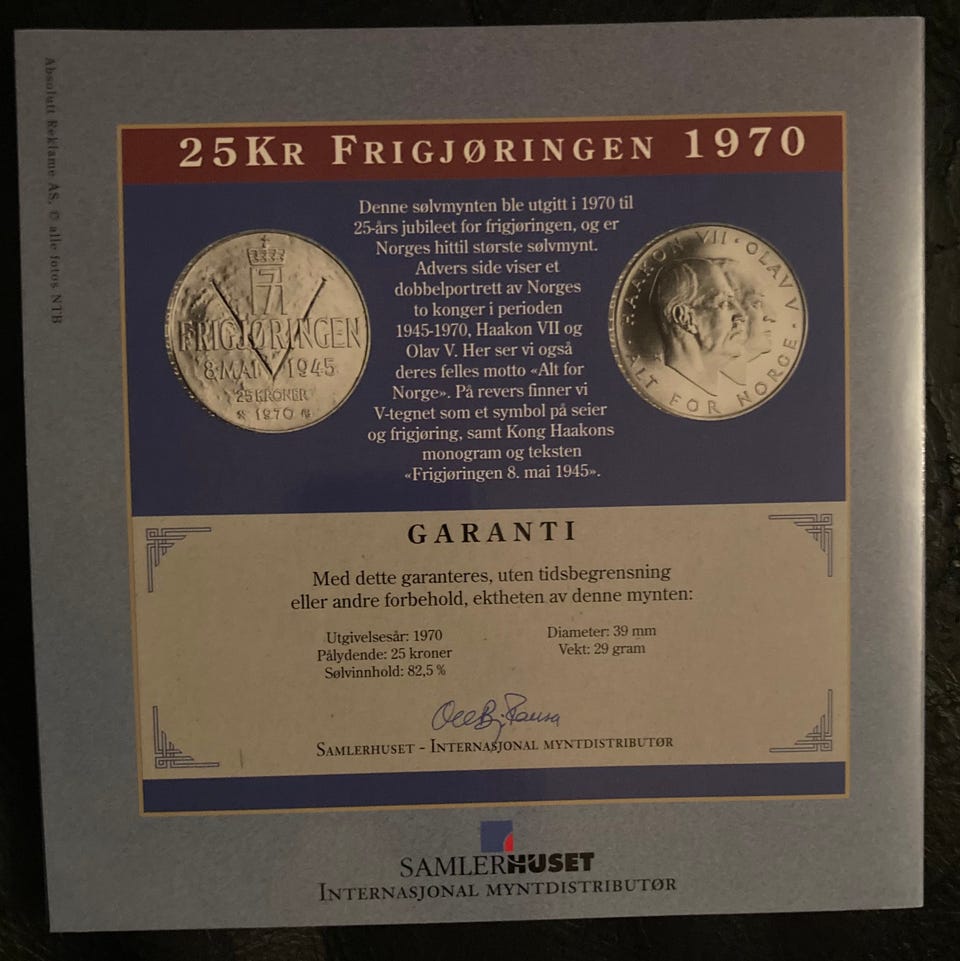 Absolutt Reklame AS, © alle fotos NTB
25KR FRIGJØRINGEN 1970
Denne sølvmynten ble utgitt i 1970 til
25-års jubileet for frigjøringen, og er
Norges hittil største sølvmynt.
Advers side viser et
dobbelportrett av Norges
to konger i perioden
1945-1970, Haakon VII og
Olav V. Her ser vi også
deres felles motto «Alt for
Norge». På revers finner vi
V-tegnet som et symbol på seier
og frigjøring, samt Kong Haakons
monogram og teksten
«Frigjøringen 8. mai 1945».
FRIGJØRINGEN
8 MAI 1945
25 KRONER
1970
HAAKON VII · OLAV V ·
ALT FOR NORGE
GARANTI
Med dette garanteres, uten tidsbegrensning
eller andre forbehold, ektheten av denne mynten:
Utgivelsesår: 1970
Pålydende: 25 kroner
Sølvinnhold: 82,5 %
Diameter: 39 mm
Vekt: 29 gram
SAMLERHUSET - INTERNASJONAL MYNTDISTRIBUTØR
SAMLERHUSET
INTERNASJONAL MYNTDISTRIBUTØR